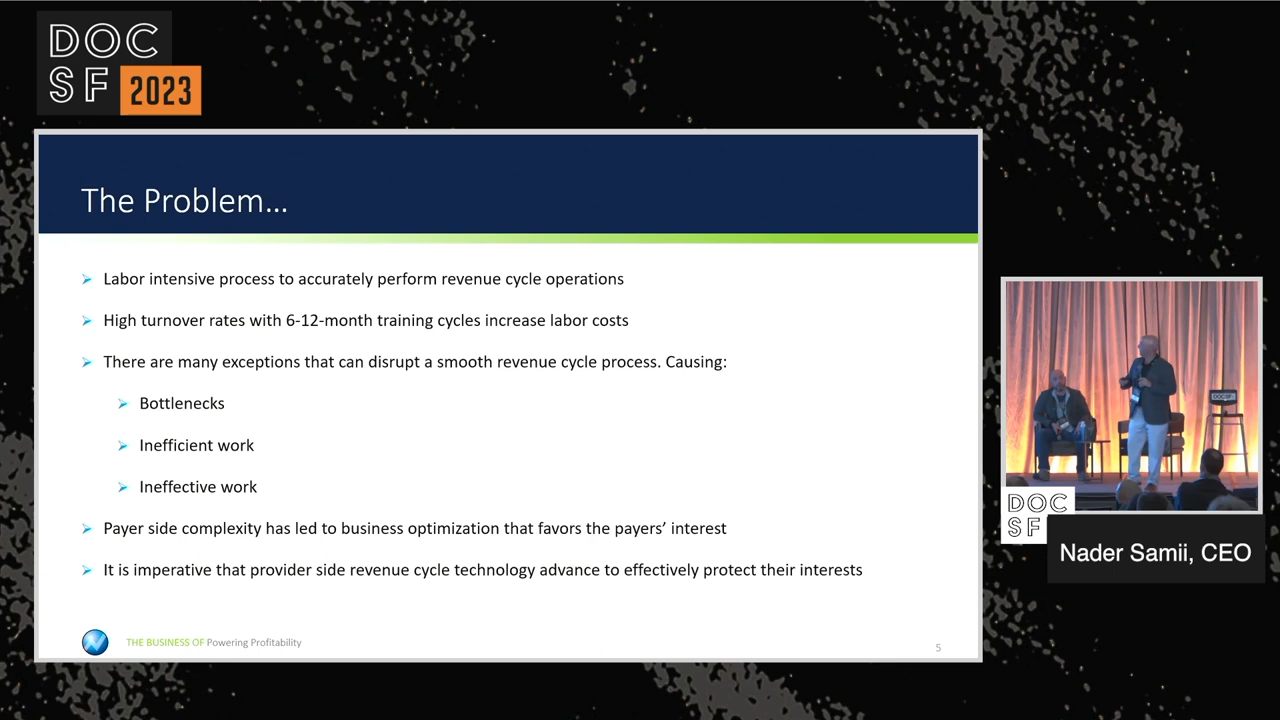 DOC
SF 2023
The Problem...
Labor intensive process to accurately perform revenue cycle operations
High turnover rates with 6-12-month training cycles increase labor costs
There are many exceptions that can disrupt a smooth revenue cycle process. Causing:
Bottlenecks
Inefficient work
Ineffective work
Payer side complexity has led to business optimization that favors the payers’ interest
It is imperative that provider side revenue cycle technology advance to effectively protect their interests
THE BUSINESS OF Powering Profitability
5
DOC
SF
Nader Samii, CEO